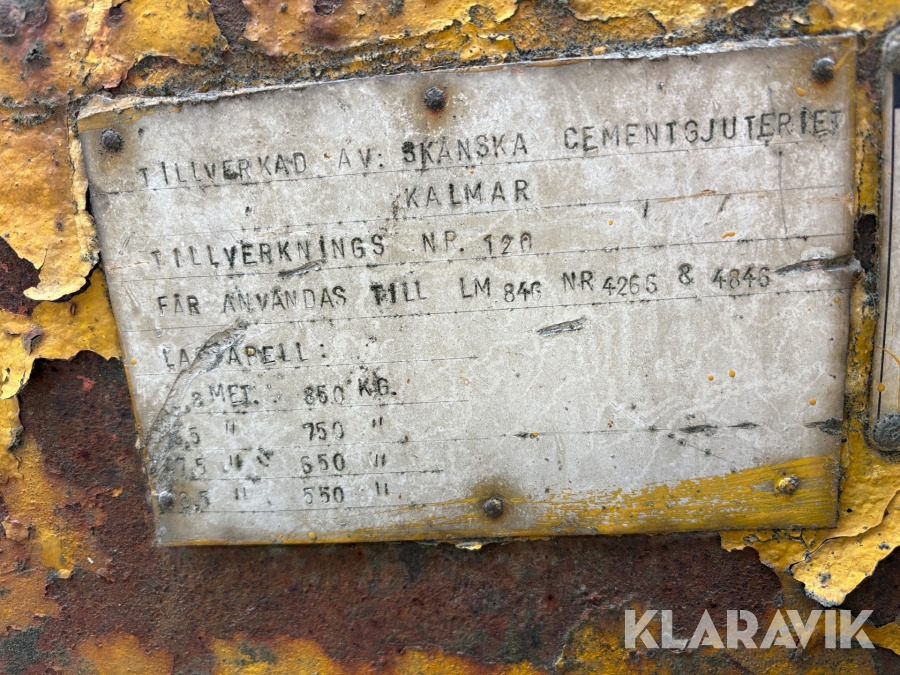 TILLVERKAD AV: SKANSKA CEMENTGJUTERIET
KALMAR
TILLVERKNINGS NR. 120
FÅR ANVÄNDAS TILL LM 846 NR 4266 & 4846
MET. 850 KG.
" 750 "
" 650 "
" 550 ".
KLARAVIK